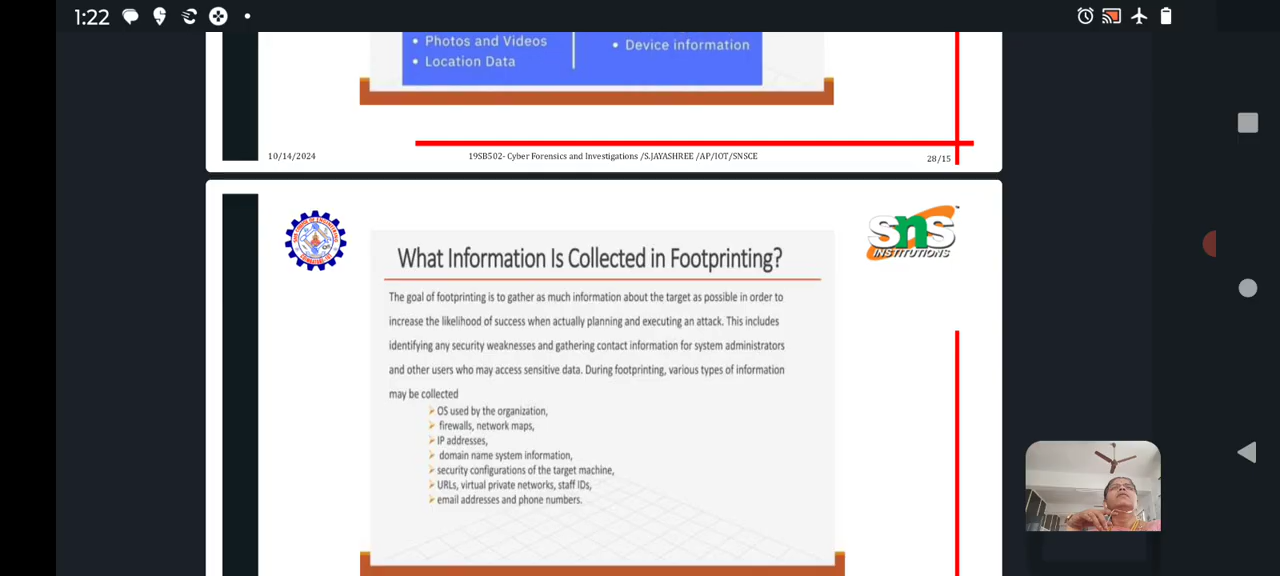 1:22
• Photos and Videos
• Device information
• Location Data
10/14/2024
19SB502- Cyber Forensics and Investigations /S.JAYASHREE /AP/IOT/SNSCE
28/15
sns
INSTITUTIONS
What Information Is Collected in Footprinting?
The goal of footprinting is to gather as much information about the target as possible in order to
increase the likelihood of success when actually planning and executing an attack. This includes
identifying any security weaknesses and gathering contact information for system administrators
and other users who may access sensitive data. During footprinting, various types of information
may be collected
➢ OS used by the organization,
➢ firewalls, network maps,
➢ IP addresses,
➢ domain name system information,
➢ security configurations of the target machine,
➢ URLs, virtual private networks, staff IDs,
➢ email addresses and phone numbers.